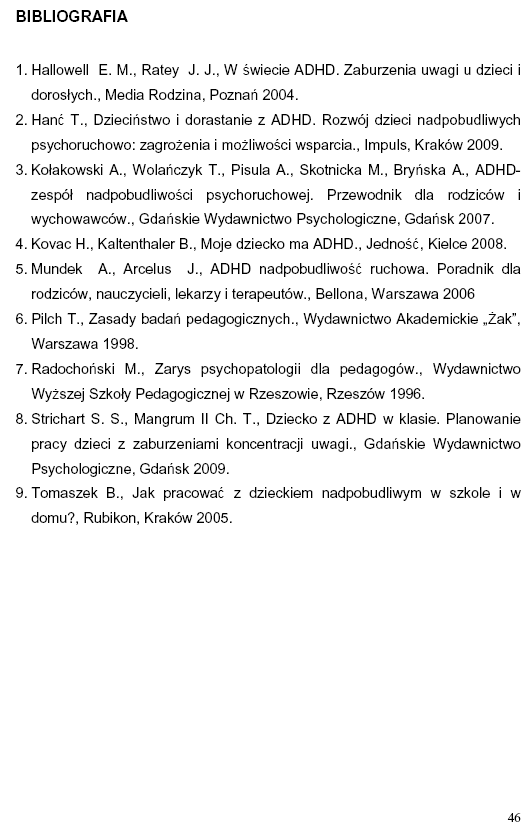 BIBLIOGRAFIA
1. Hallowell E. M., Ratey J. J., W świecie ADHD. Zaburzenia uwagi u dzieci i
dorosłych., Media Rodzina, Poznań 2004.
2. Hanć T., Dzieciństwo i dorastanie z ADHD. Rozwój dzieci nadpobudliwych
psychoruchowo: zagrożenia i możliwości wsparcia., Impuls, Kraków 2009.
3. Kołakowski A., Wolańczyk T., Pisula A., Skotnicka M., Bryńska A., ADHD-
zespół nadpobudliwości psychoruchowej. Przewodnik dla rodziców i
wychowawców., Gdańskie Wydawnictwo Psychologiczne, Gdańsk 2007.
4. Kovac H., Kaltenthaler B., Moje dziecko ma ADHD., Jedność, Kielce 2008.
5. Mundek A., Arcelus J., ADHD nadpobudliwość ruchowa. Poradnik dla
rodziców, nauczycieli, lekarzy i terapeutów., Bellona, Warszawa 2006
6. Pilch T., Zasady badań pedagogicznych., Wydawnictwo Akademickie „Żak”,
Warszawa 1998.
7. Radochoński M., Zarys psychopatologii dla pedagogów., Wydawnictwo
Wyższej Szkoły Pedagogicznej w Rzeszowie, Rzeszów 1996.
8. Strichart S. S., Mangrum II Ch. T., Dziecko z ADHD w klasie. Planowanie
pracy dzieci z zaburzeniami koncentracji uwagi., Gdańskie Wydawnictwo
Psychologiczne, Gdańsk 2009.
9. Tomaszek B., Jak pracować z dzieckiem nadpobudliwym w szkole i w
domu?, Rubikon, Kraków 2005.
46